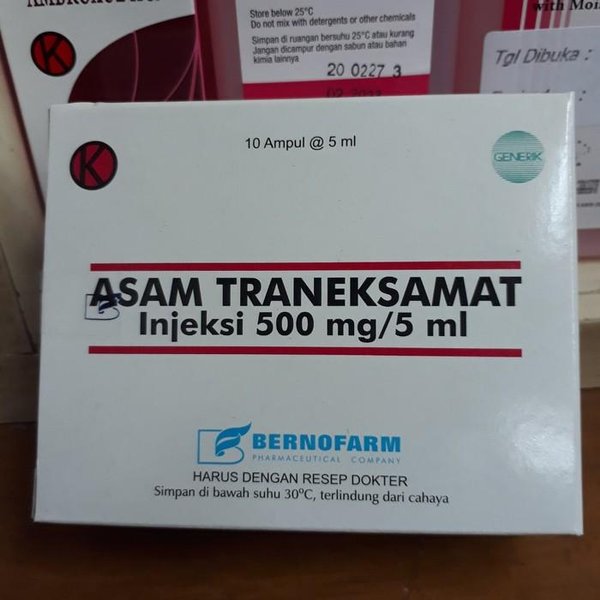 with Moi
Store below 25°C
Do not mix with detergents or other chemicals
Simpan di ruangan bersuhu 25°C atau kurang
Jangan dicampur dengan sabun atau bahan
kimia lainnya
20 0227 3
Tgl Dibuka :
K
10 Ampul @ 5 ml
K
GENERIK
ASAM TRANEKSAMAT
Injeksi 500 mg/5 ml
BERNOFARM
PHARMACEUTICAL COMPANY
HARUS DENGAN RESEP DOKTER
Simpan di bawah suhu 30°C, terlindung dari cahaya